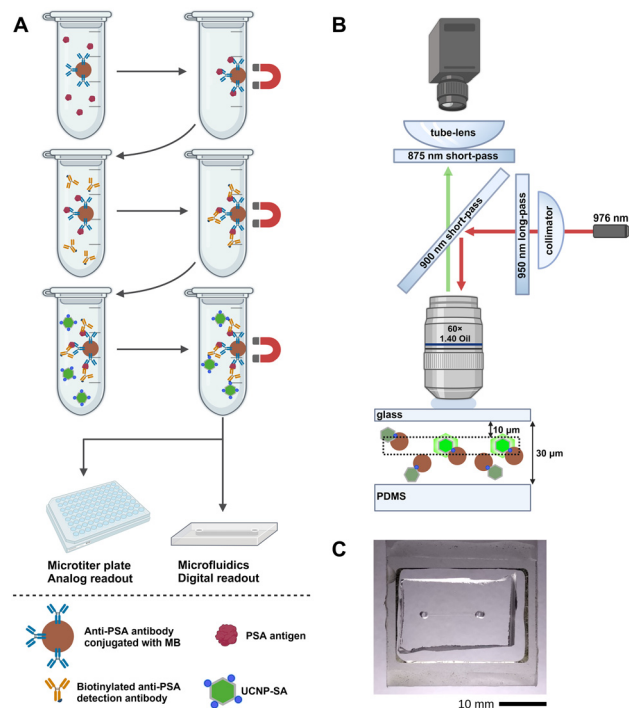 A
Microtiter plate
Analog readout
Microfluidics
Digital readout
Anti-PSA antibody
conjugated with MB
PSA antigen
Biotinylated anti-PSA
detection antibody
UCNP-SA
B
tube-lens
875 nm short-pass
900 nm short-pass
950 nm long-pass
collimator
976 nm
60×
1.40 Oil
glass
10 µm
30 µm
PDMS
C
10 mm